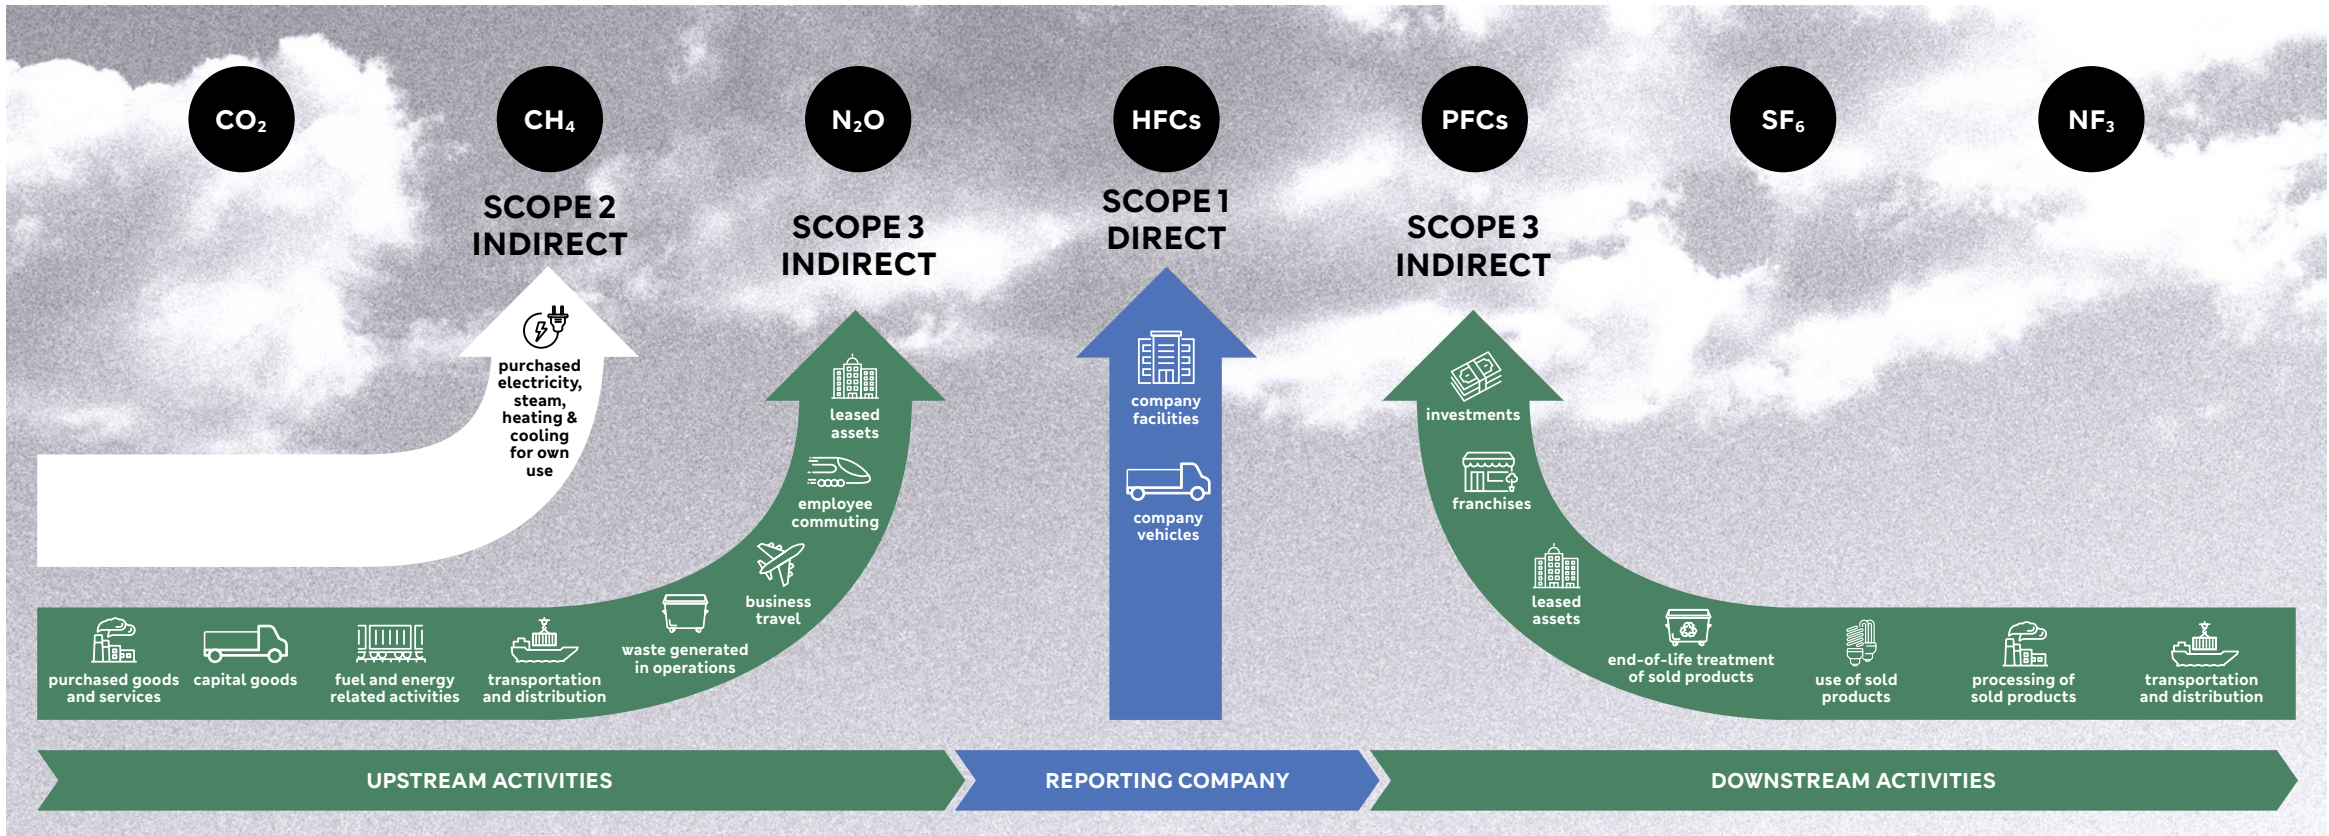 CO₂
CH₄
N₂O
HFCs
PFCs
SF₆
NF₃
SCOPE 2
INDIRECT
SCOPE 3
INDIRECT
SCOPE 1
DIRECT
SCOPE 3
INDIRECT
purchased
electricity,
steam,
heating &
cooling
for own
use
purchased goods
and services
capital goods
fuel and energy
related activities
transportation
and distribution
waste generated
in operations
business
travel
employee
commuting
leased
assets
company
facilities
company
vehicles
investments
franchises
leased
assets
end-of-life treatment
of sold products
use of sold
products
processing of
sold products
transportation
and distribution
UPSTREAM ACTIVITIES
REPORTING COMPANY
DOWNSTREAM ACTIVITIES